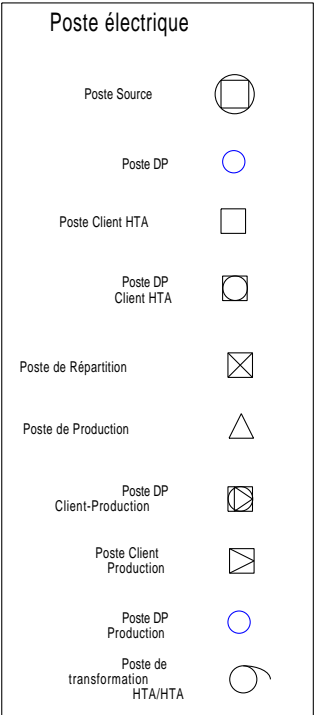 Poste électrique
Poste Source
Poste DP
Poste Client HTA
Poste DP
Client HTA
Poste de Répartition
Poste de Production
Poste DP
Client-Production
Poste Client
Production
Poste DP
Production
Poste de
transformation
HTA/HTA